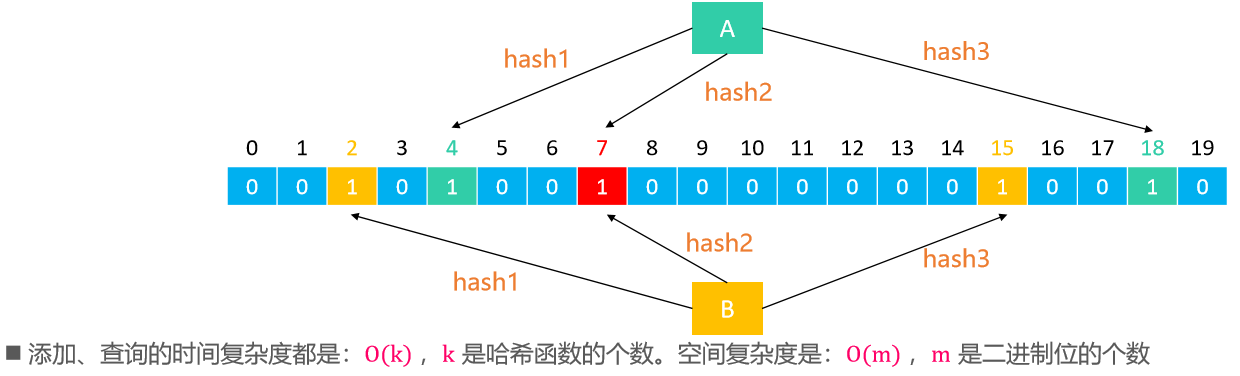 A
hash1
hash3
hash2
0 1 2 3 4 5 6 7 8 9 10 11 12 13 14 15 16 17 18 19
0 0 1 0 1 0 0 1 0 0 0 0 0 0 0 1 0 0 1 0
hash2
hash3
hash1
B
■ 添加、查询的时间复杂度都是：O(k) ，k 是哈希函数的个数。空间复杂度是：O(m) ，m 是二进制位的个数